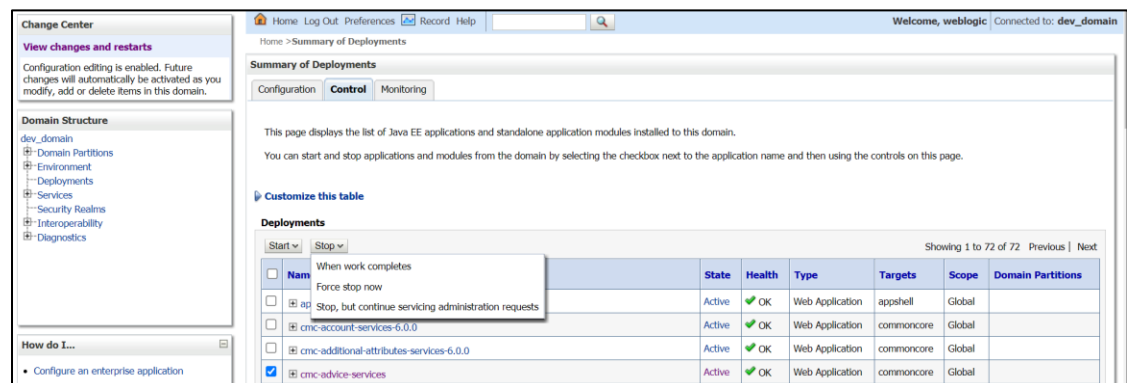 Change Center
View changes and restarts
Configuration editing is enabled. Future
changes will automatically be activated as you
modify, add or delete items in this domain.
Domain Structure
dev_domain
Domain Partitions
Environment
Deployments
Services
Security Realms
Interoperability
Diagnostics
How do I...
Configure an enterprise application
Home Log Out Preferences Record Help
Welcome, weblogic Connected to: dev_domain
Home >Summary of Deployments
Summary of Deployments
Configuration Control Monitoring
This page displays the list of Java EE applications and standalone application modules installed to this domain.
You can start and stop applications and modules from the domain by selecting the checkbox next to the application name and then using the controls on this page.
Customize this table
Deployments
Start Stop Showing 1 to 72 of 72 Previous | Next
When work completes
Force stop now
Stop, but continue servicing administration requests
State Health Type Targets Scope Domain Partitions
Active OK Web Application appshell Global
cmc-account-services-6.0.0 Active OK Web Application commoncore Global
cmc-additional-attributes-services-6.0.0 Active OK Web Application commoncore Global
cmc-advice-services Active OK Web Application commoncore Global